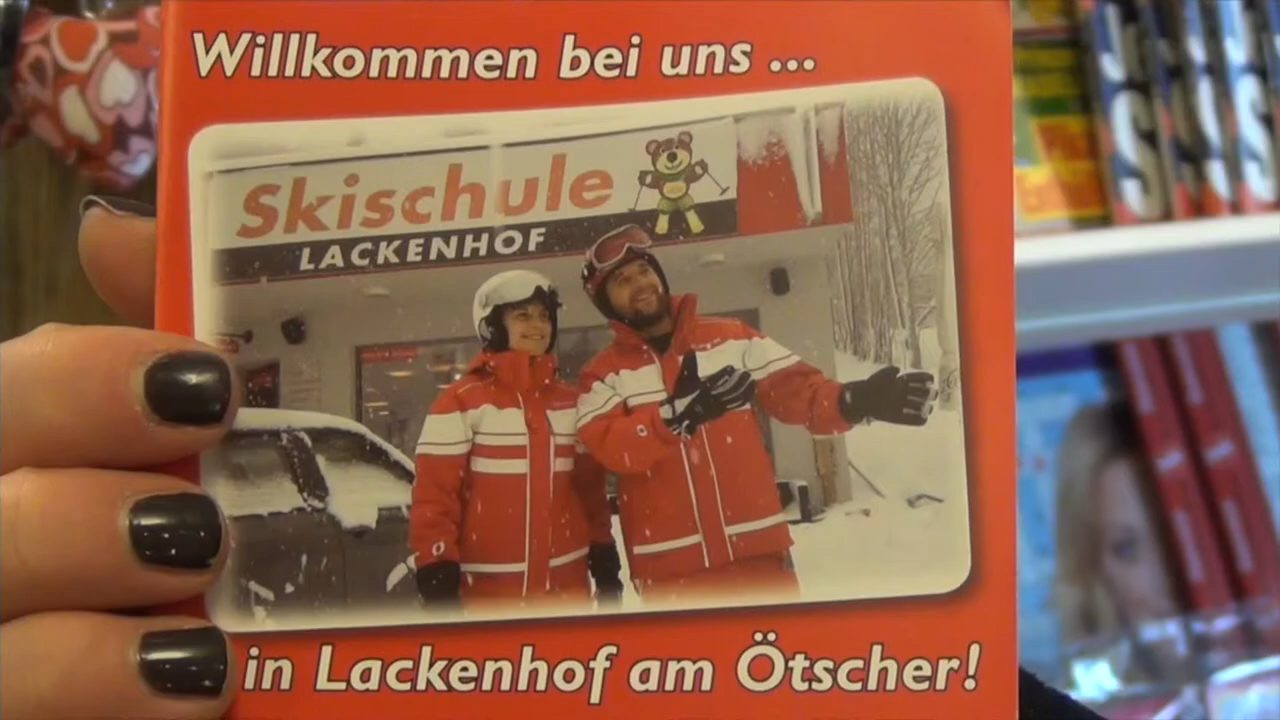 Willkommen bei uns ...
Skischule
LACKENHOF
in Lackenhof am Ötscher!